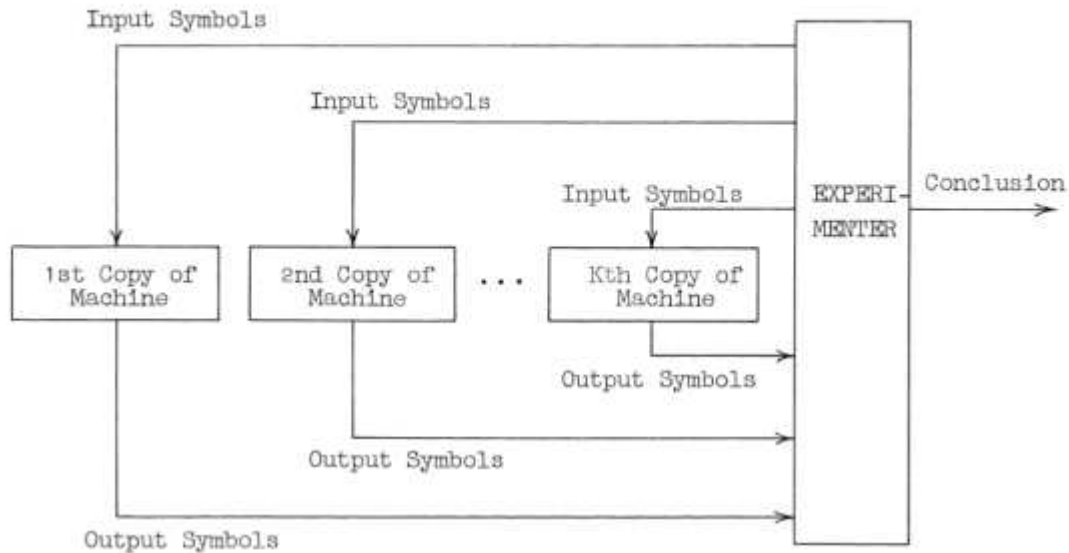 Input Symbols
Input Symbols
Input Symbols
EXPERI-
MENTER
Conclusion
1st Copy of
Machine
2nd Copy of
Machine
...
Kth Copy of
Machine
Output Symbols
Output Symbols
Output Symbols